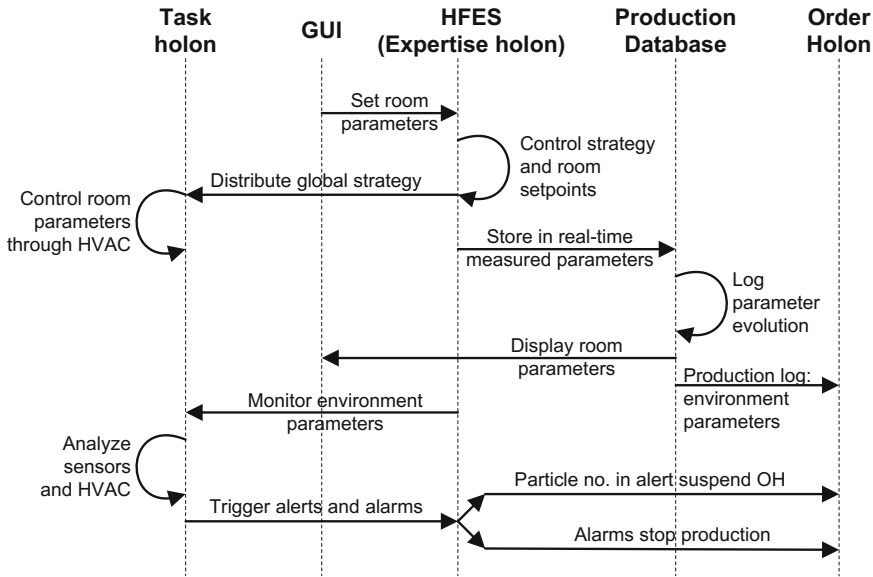 Task
holon
GUI
HFES
(Expertise holon)
Production
Database
Order
Holon
Set room
parameters
Control strategy
and room
setpoints
Distribute global strategy
Control room
parameters
through HVAC
Store in real-time
measured parameters
Log
parameter
evolution
Display room
parameters
Production log:
environment
parameters
Monitor environment
parameters
Analyze
sensors
and HVAC
Particle no. in alert suspend OH
Trigger alerts and alarms
Alarms stop production